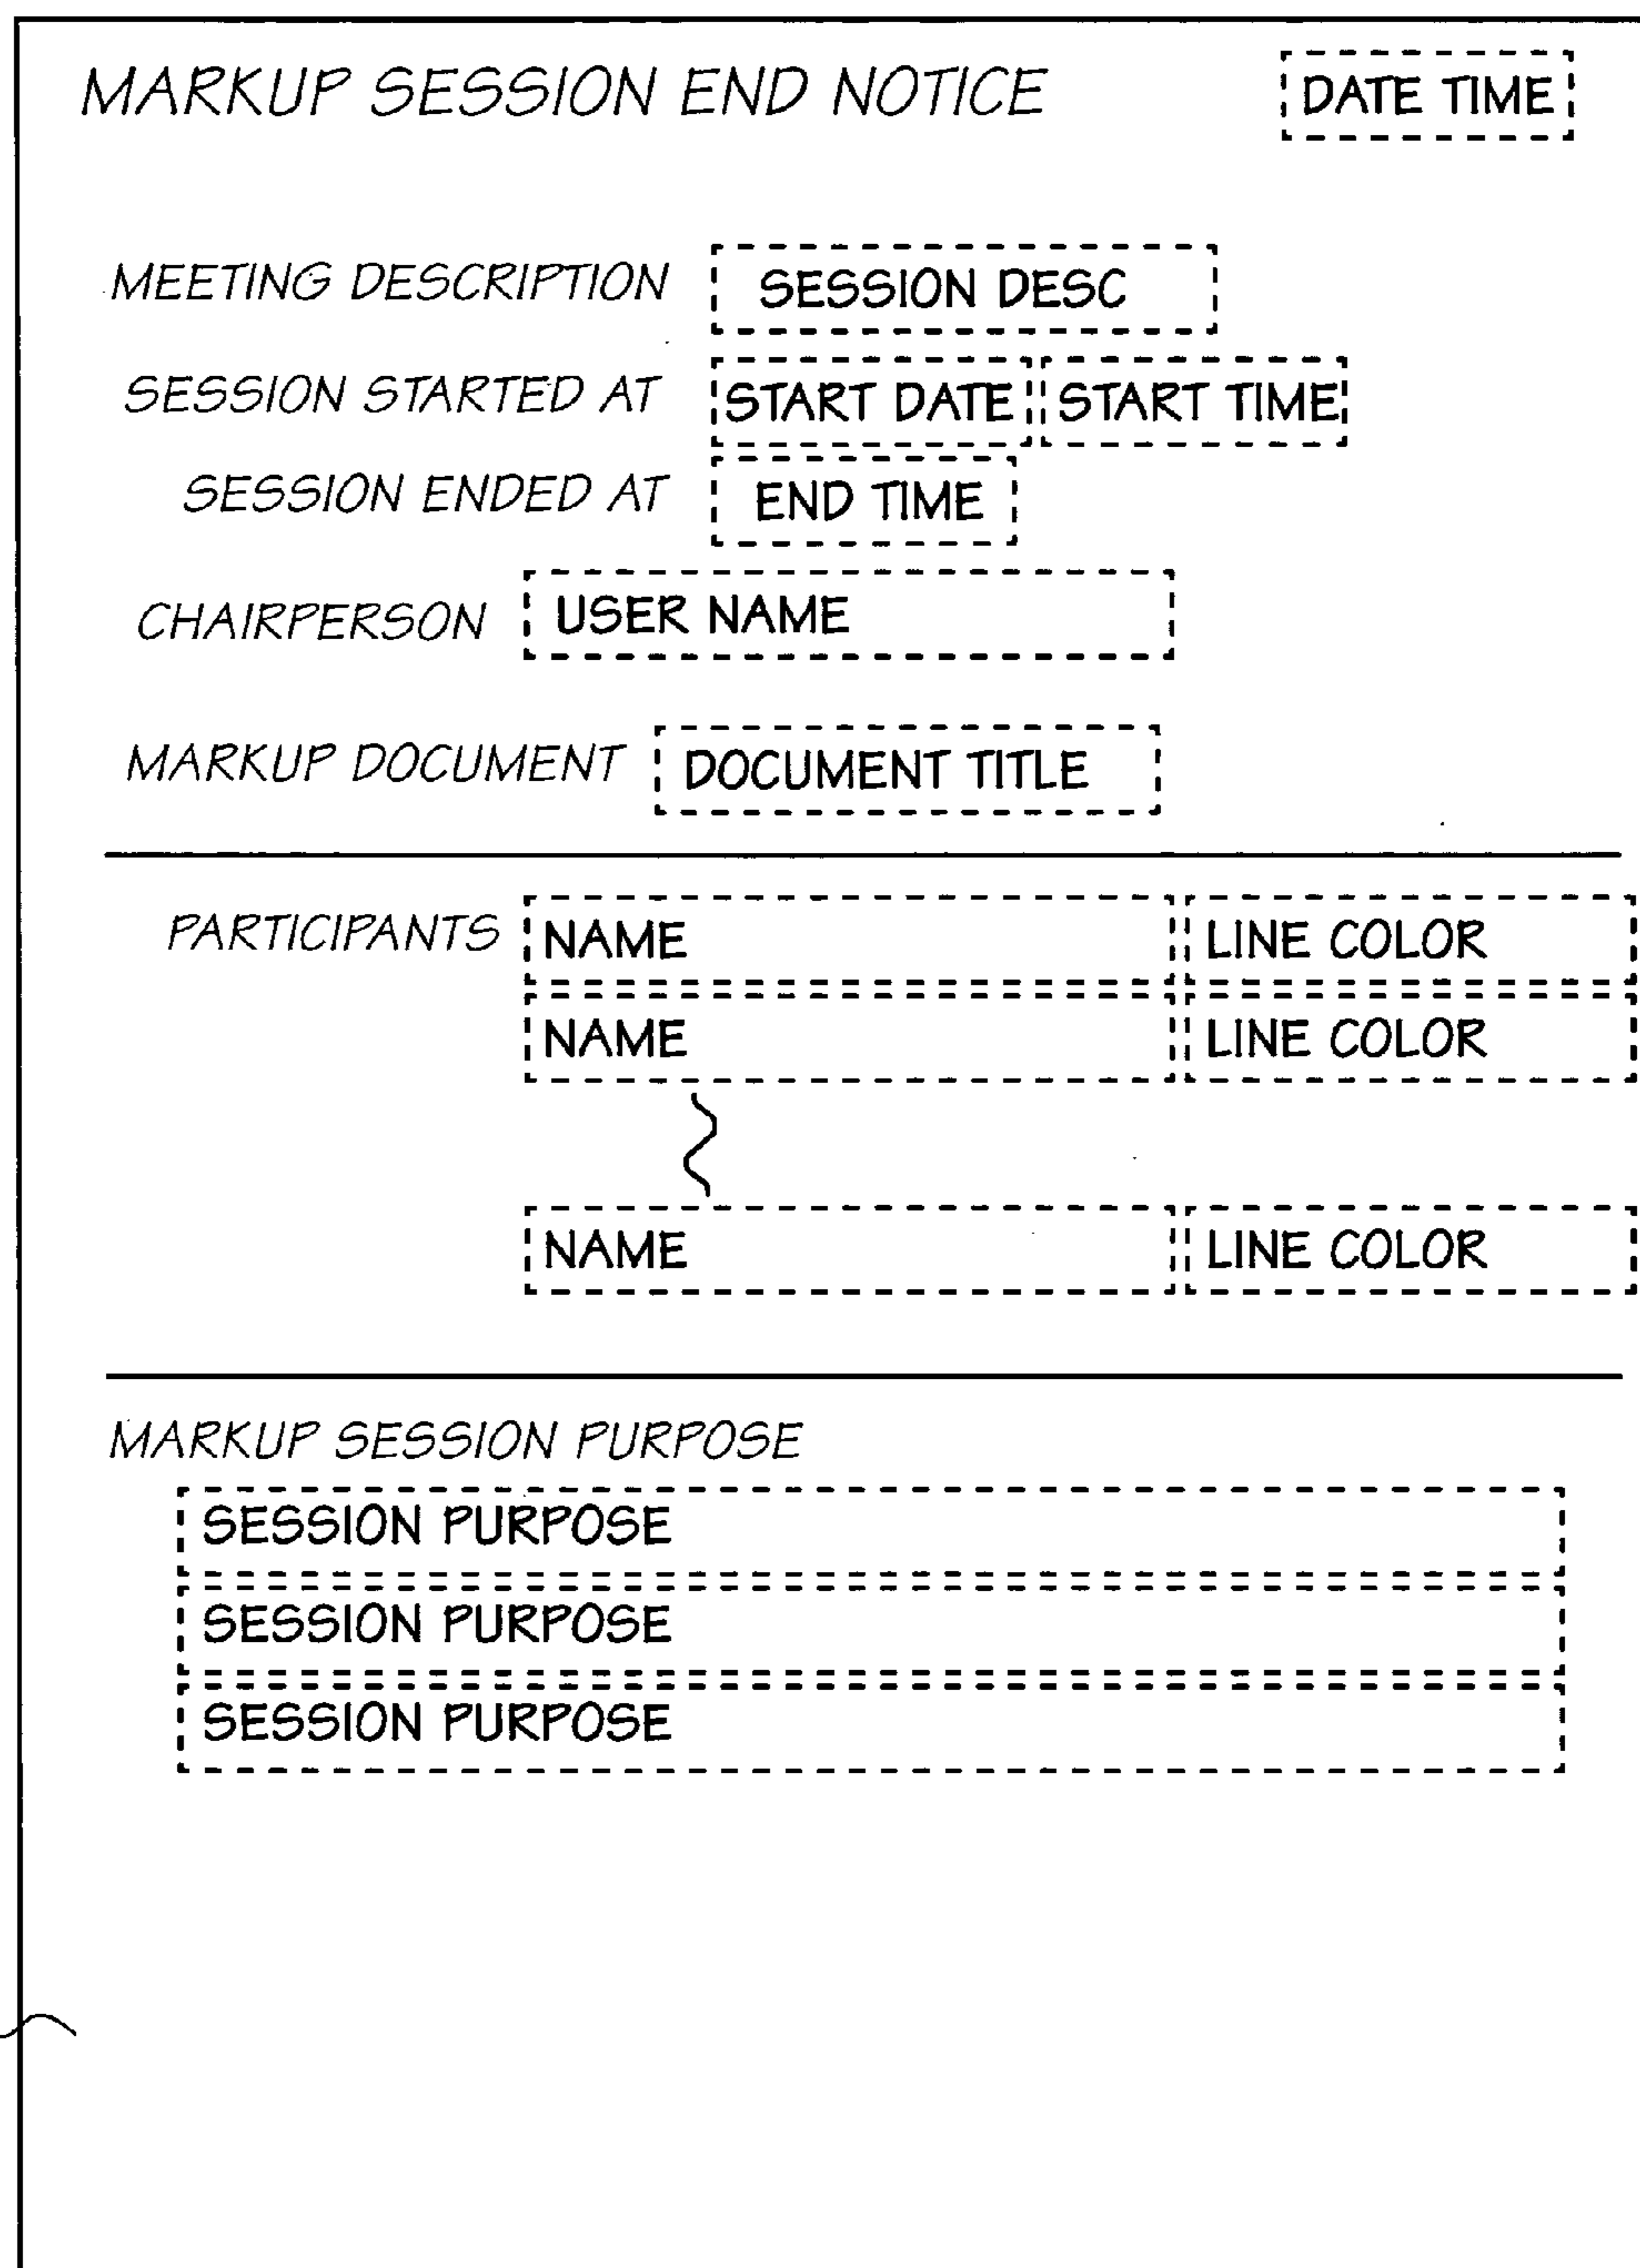 MARKUP SESSION END NOTICE DATE TIME
MEETING DESCRIPTION SESSION DESC
SESSION STARTED AT START DATE START TIME
SESSION ENDED AT END TIME
CHAIRPERSON USER NAME
MARKUP DOCUMENT DOCUMENT TITLE
PARTICIPANTS NAME LINE COLOR
NAME LINE COLOR
NAME LINE COLOR
MARKUP SESSION PURPOSE
SESSION PURPOSE
SESSION PURPOSE
SESSION PURPOSE